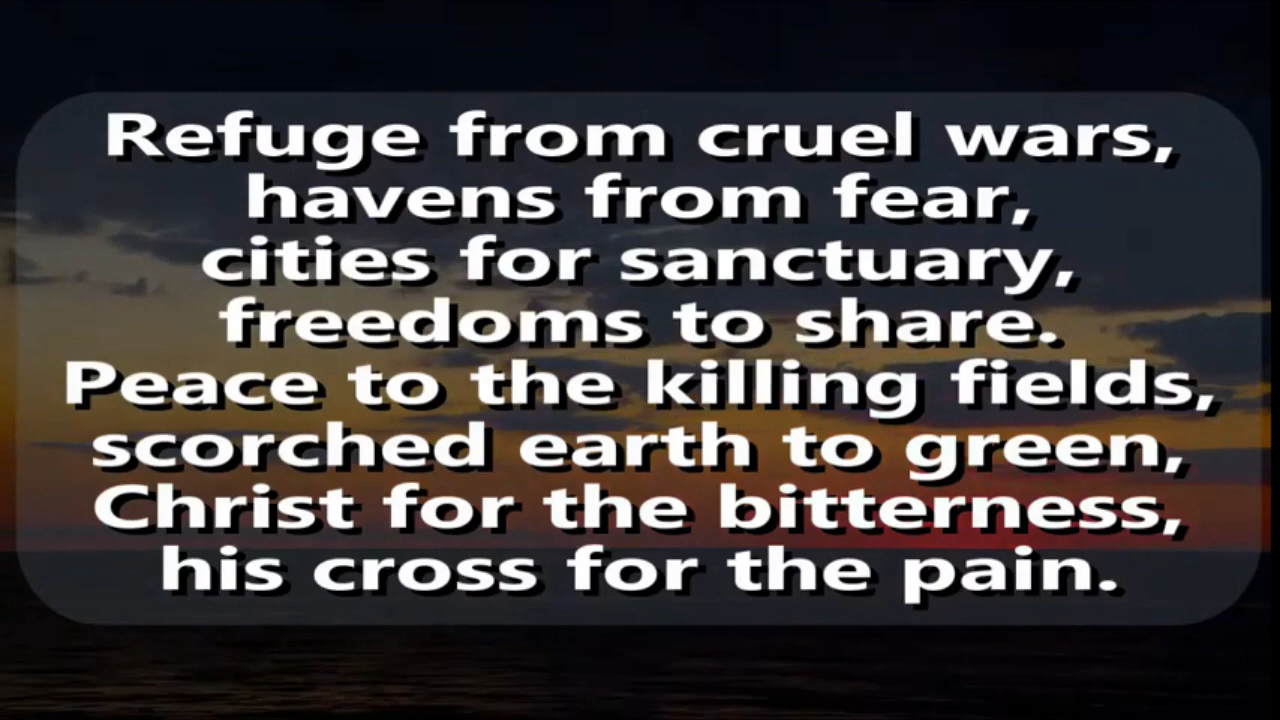 Refuge from cruel wars,
havens from fear,
cities for sanctuary,
freedoms to share.
Peace to the killing fields,
scorched earth to green,
Christ for the bitterness,
his cross for the pain.